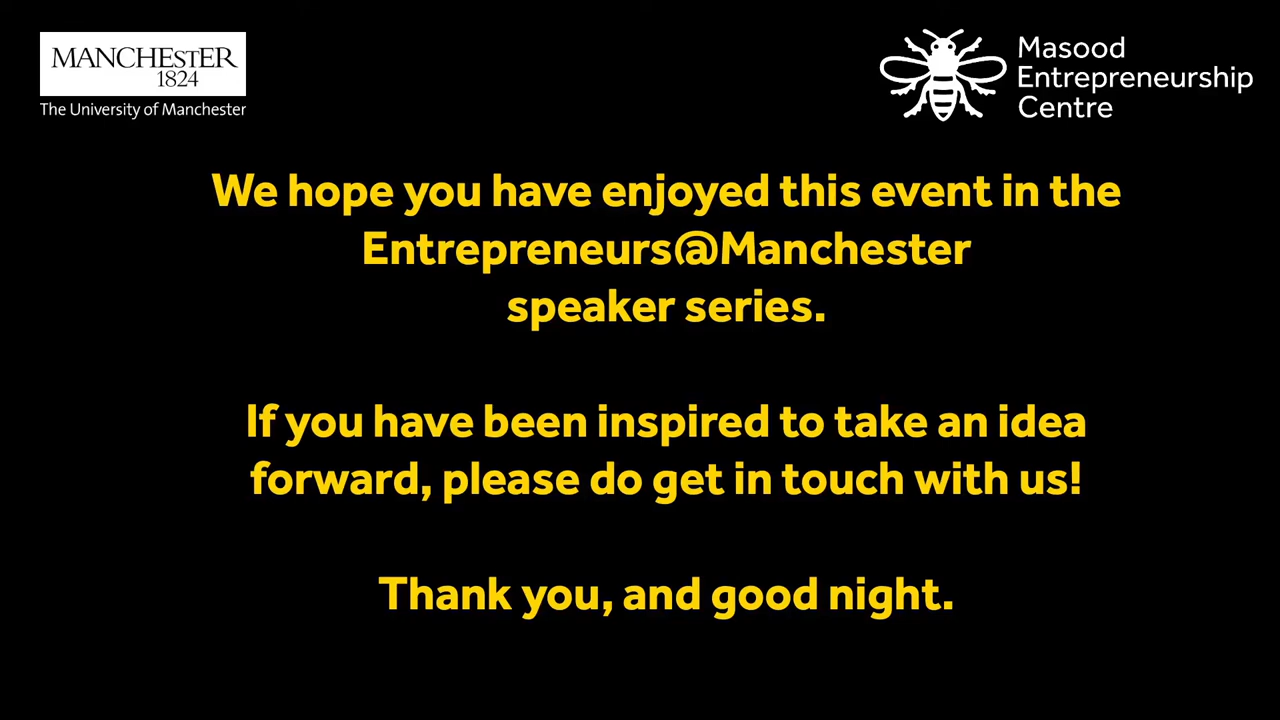 MANCHESTER
1824
The University of Manchester
Masood
Entrepreneurship
Centre
We hope you have enjoyed this event in the
Entrepreneurs@Manchester
speaker series.
If you have been inspired to take an idea
forward, please do get in touch with us!
Thank you, and good night.